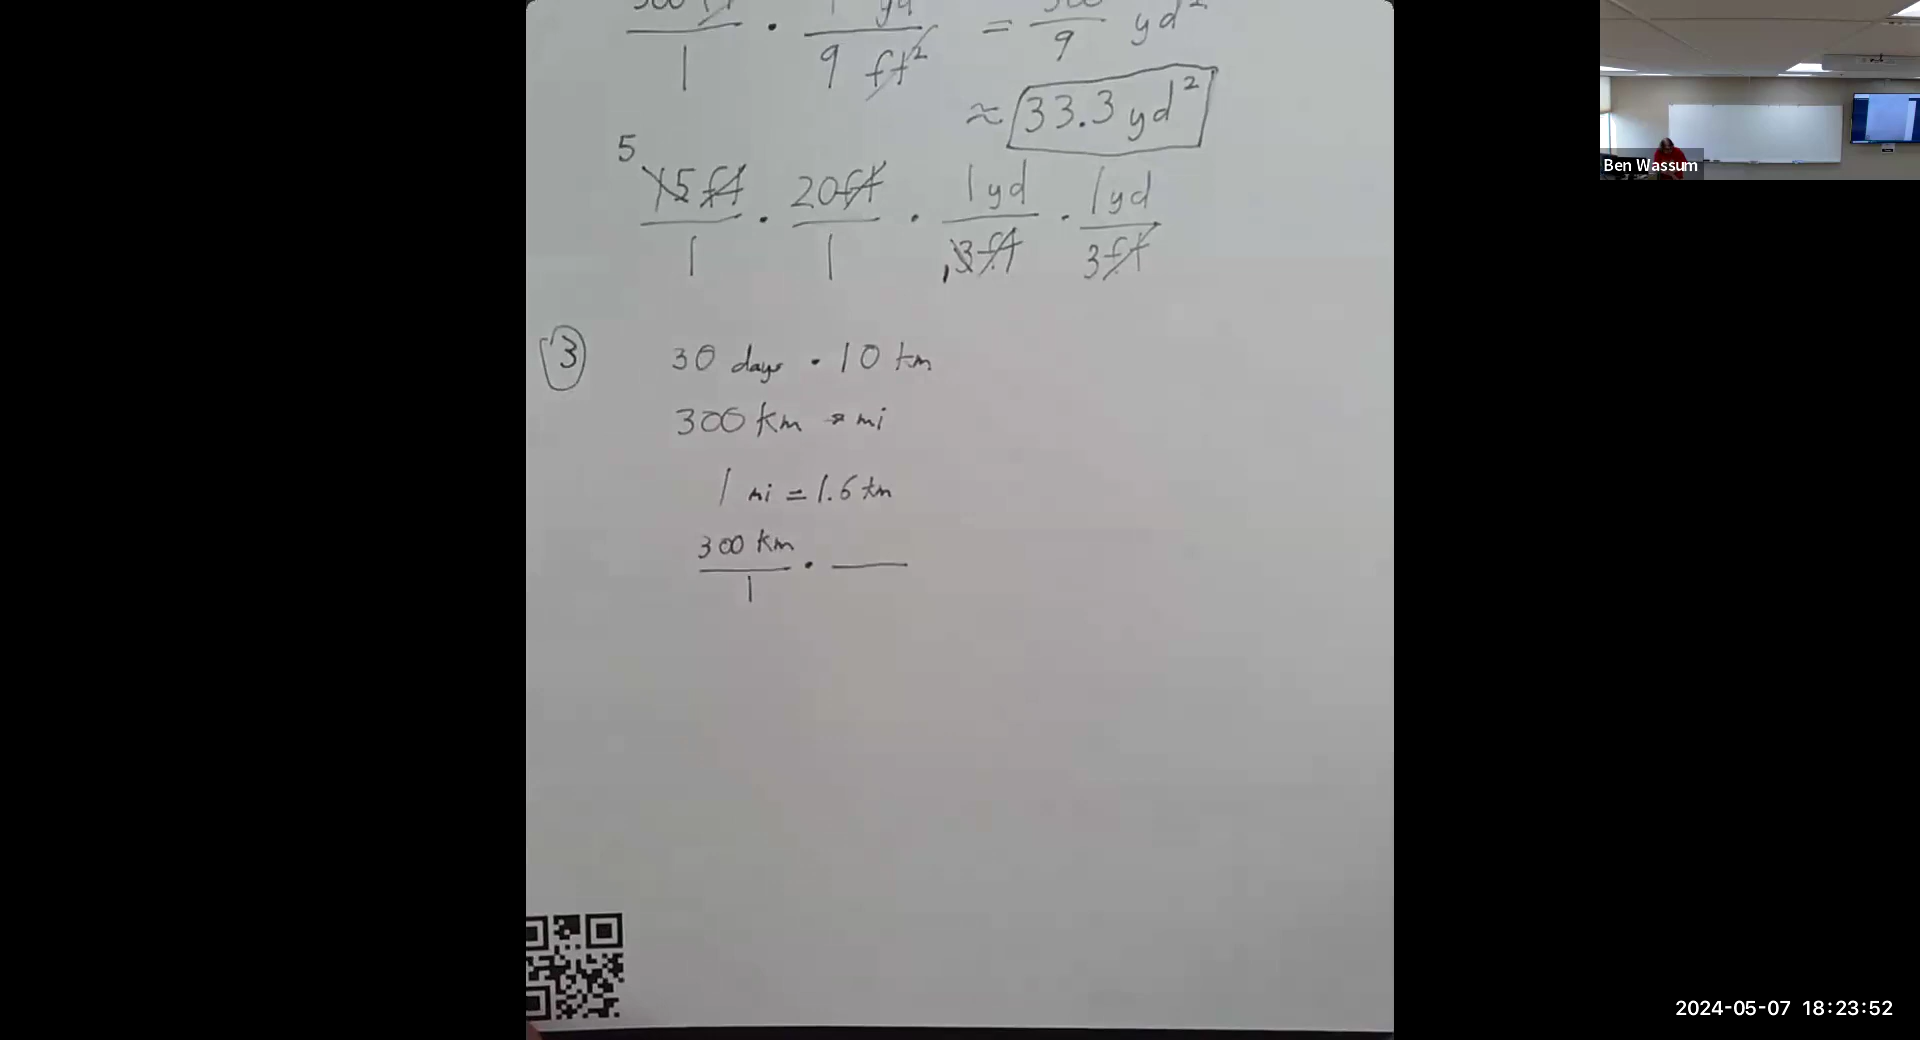 1 · 9 ft² = 9 yd²
≈ 33.3 yd²
5
15 ft/1 · 20 ft/1 · 1 yd/3 ft · 1 yd/3 ft
1
3
30 days · 10 km
300 km → mi
1 mi = 1.6 km
300 km/1 ·
Ben Wassum
2024-05-07 18:23:52